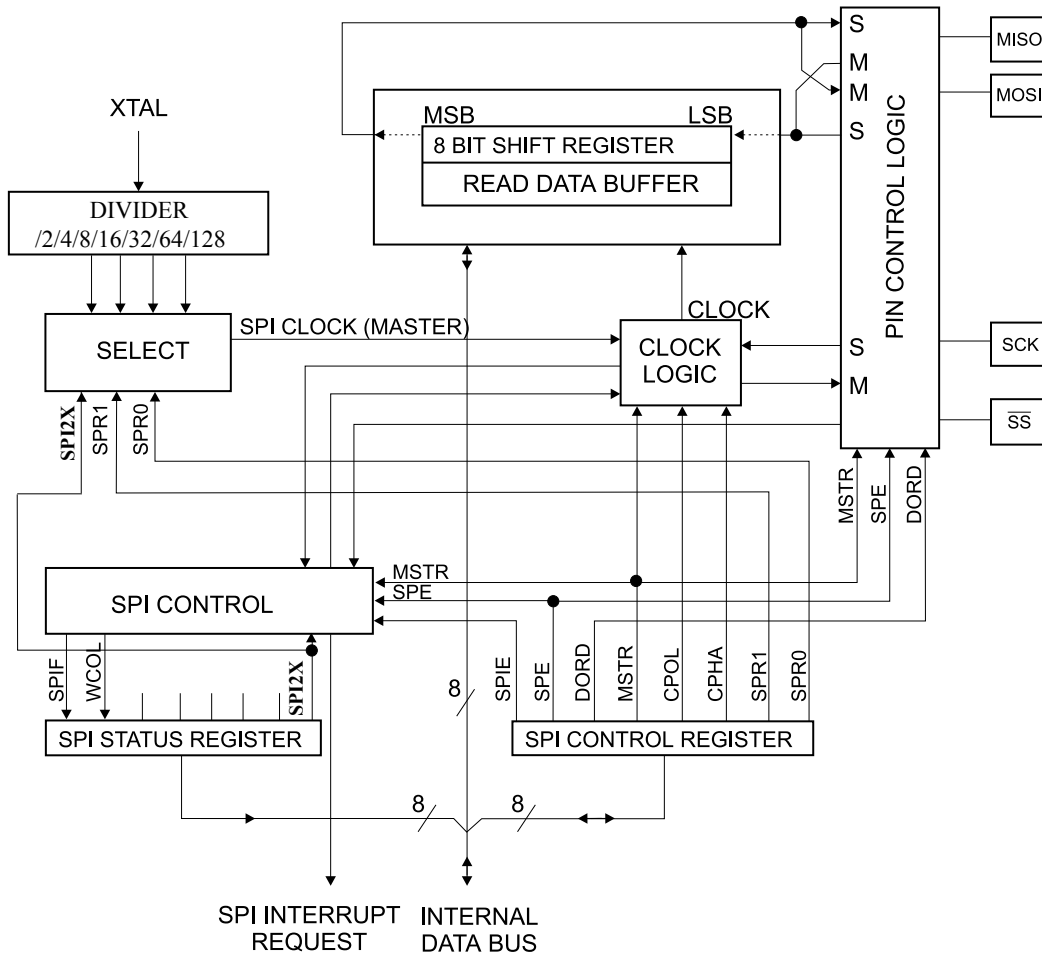 S
MISO
M
M
MOSI
S
XTAL
MSB
LSB
8 BIT SHIFT REGISTER
READ DATA BUFFER
PIN CONTROL LOGIC
DIVIDER
/2/4/8/16/32/64/128
SPI CLOCK (MASTER)
CLOCK
SELECT
CLOCK
LOGIC
S
M
SCK
SS
SPI2X
SPR1
SPR0
MSTR
SPE
DORD
SPI CONTROL
MSTR
SPE
SPIF
WCOL
SPI2X
SPIE
SPE
DORD
MSTR
CPOL
CPHA
SPR1
SPR0
8
SPI STATUS REGISTER
SPI CONTROL REGISTER
8
8
SPI INTERRUPT
REQUEST
INTERNAL
DATA BUS